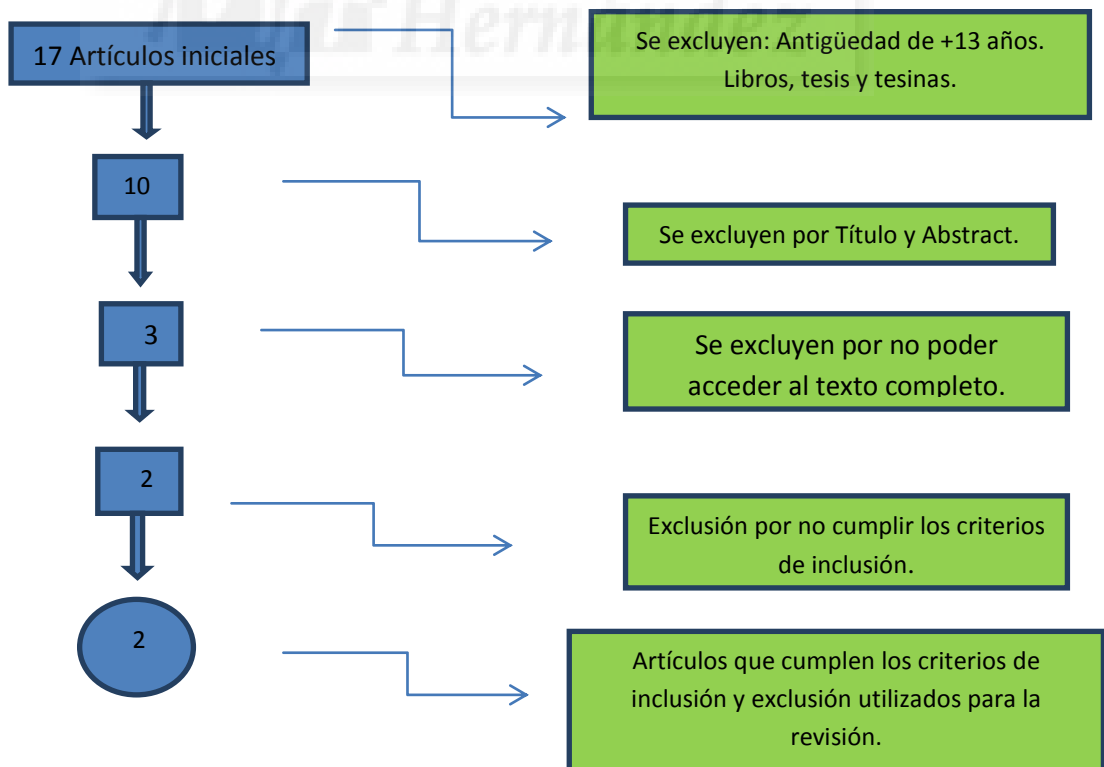 Hernández
17 Artículos iniciales
Se excluyen: Antigüedad de +13 años.
Libros, tesis y tesinas.
10
Se excluyen por Título y Abstract.
3
Se excluyen por no poder
acceder al texto completo.
2
Exclusión por no cumplir los criterios
de inclusión.
2
Artículos que cumplen los criterios de
inclusión y exclusión utilizados para la
revisión.